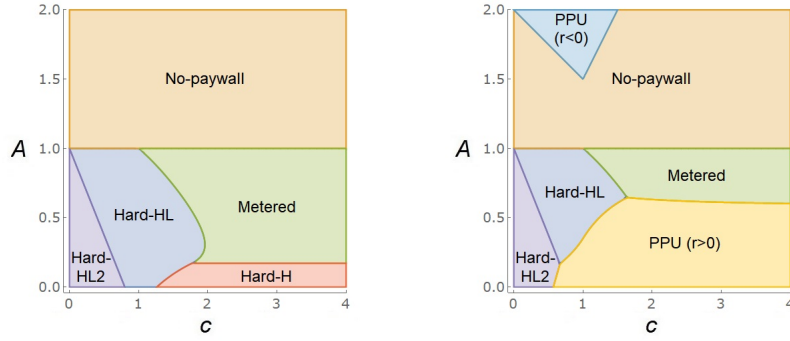 2.0
No-paywall
1.5
A
1.0
Hard-HL
Metered
0.5
Hard-
HL2
Hard-H
0.0
0
1
2
3
4
c
2.0
PPU
(r<0)
No-paywall
1.5
A
1.0
Metered
Hard-HL
0.5
PPU (r>0)
Hard-
HL2
0.0
0
1
2
3
4
c